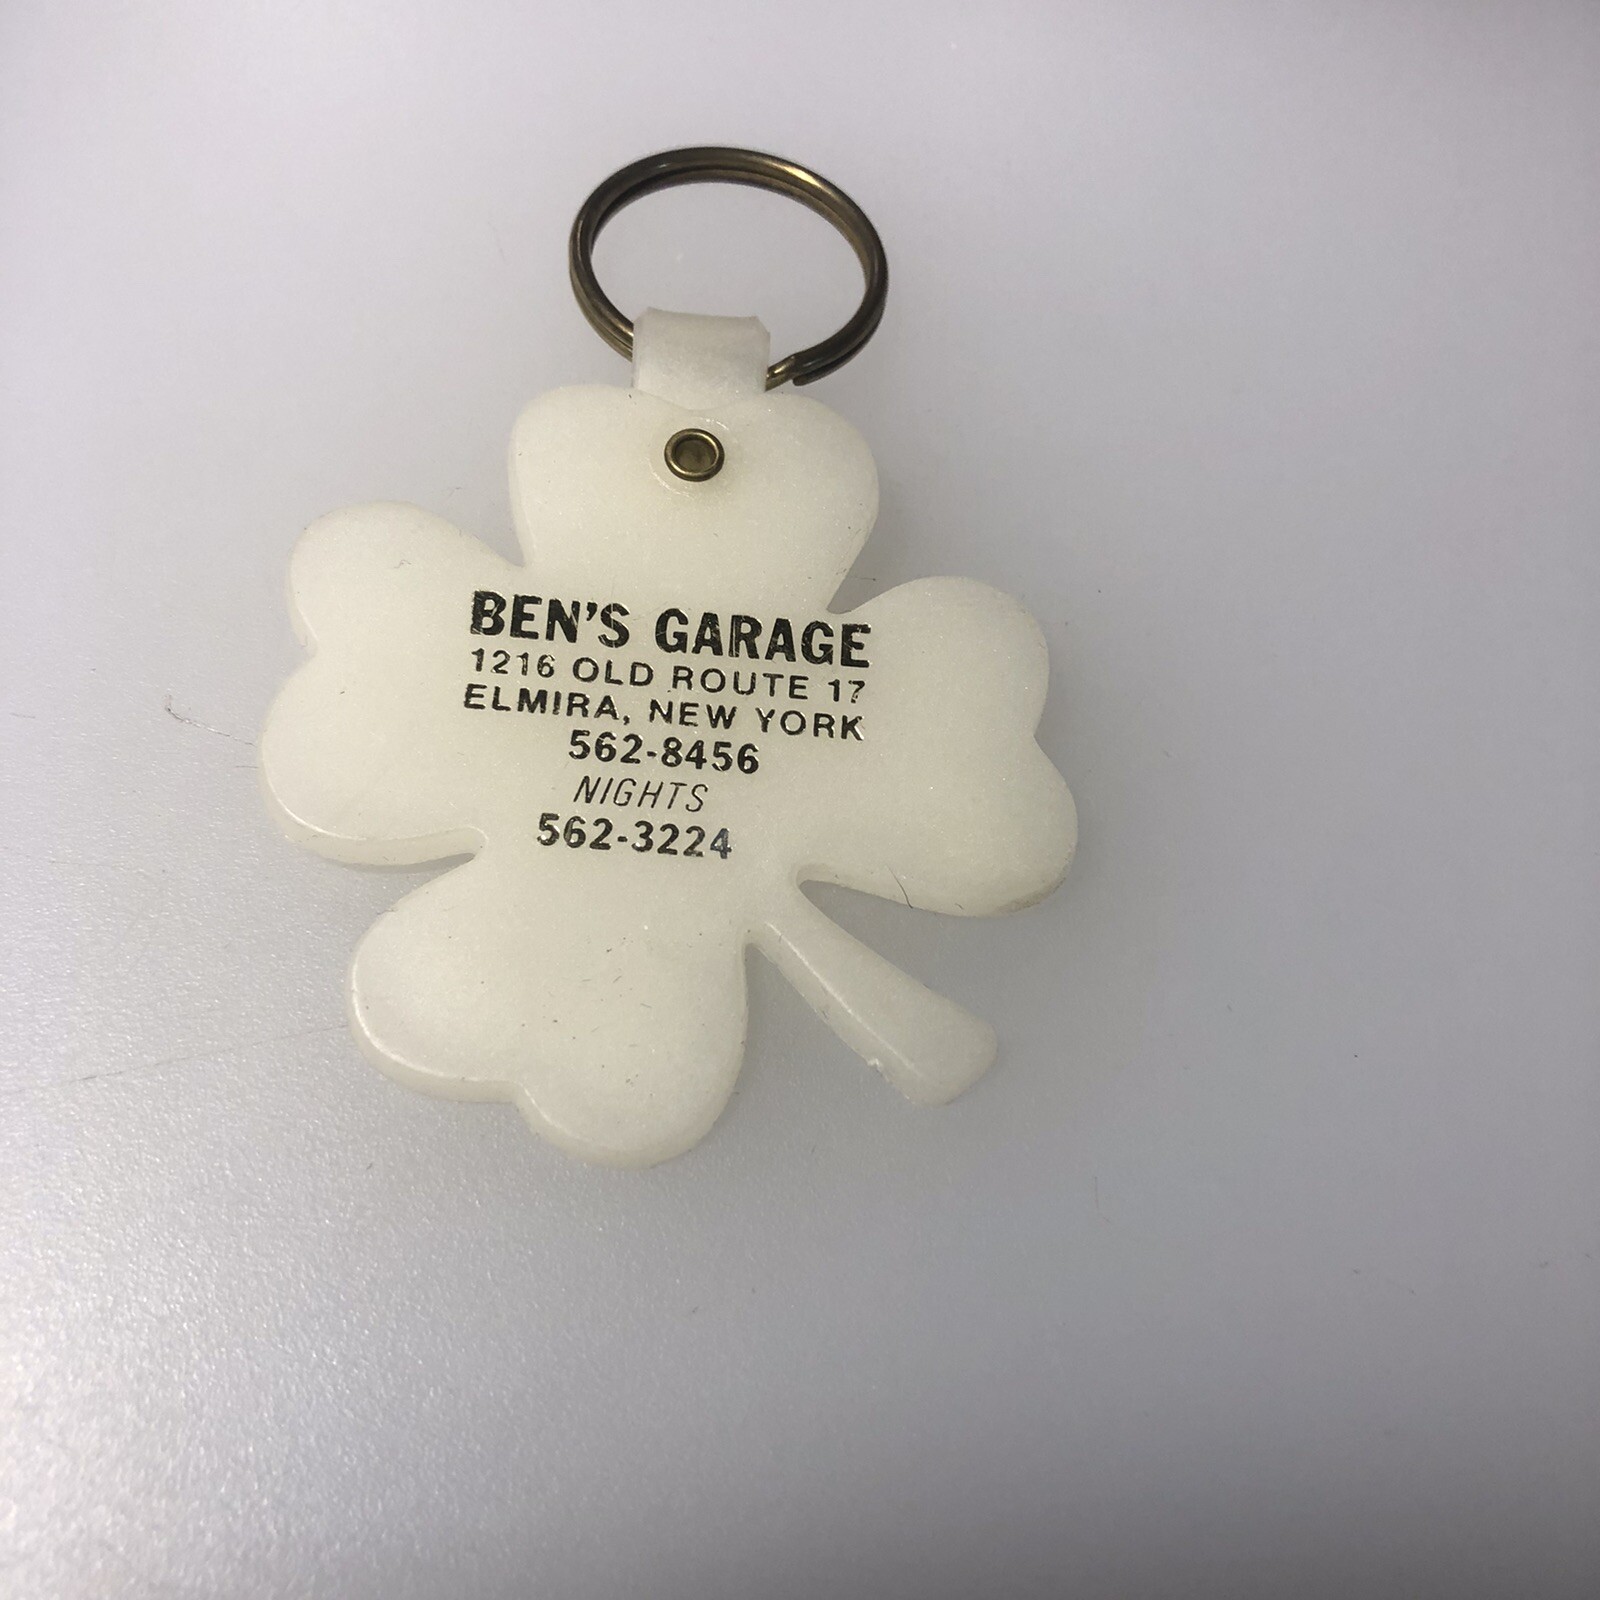 BEN'S GARAGE
1216 OLD ROUTE 17
ELMIRA, NEW YORK
562-8456
NIGHTS
562-3224